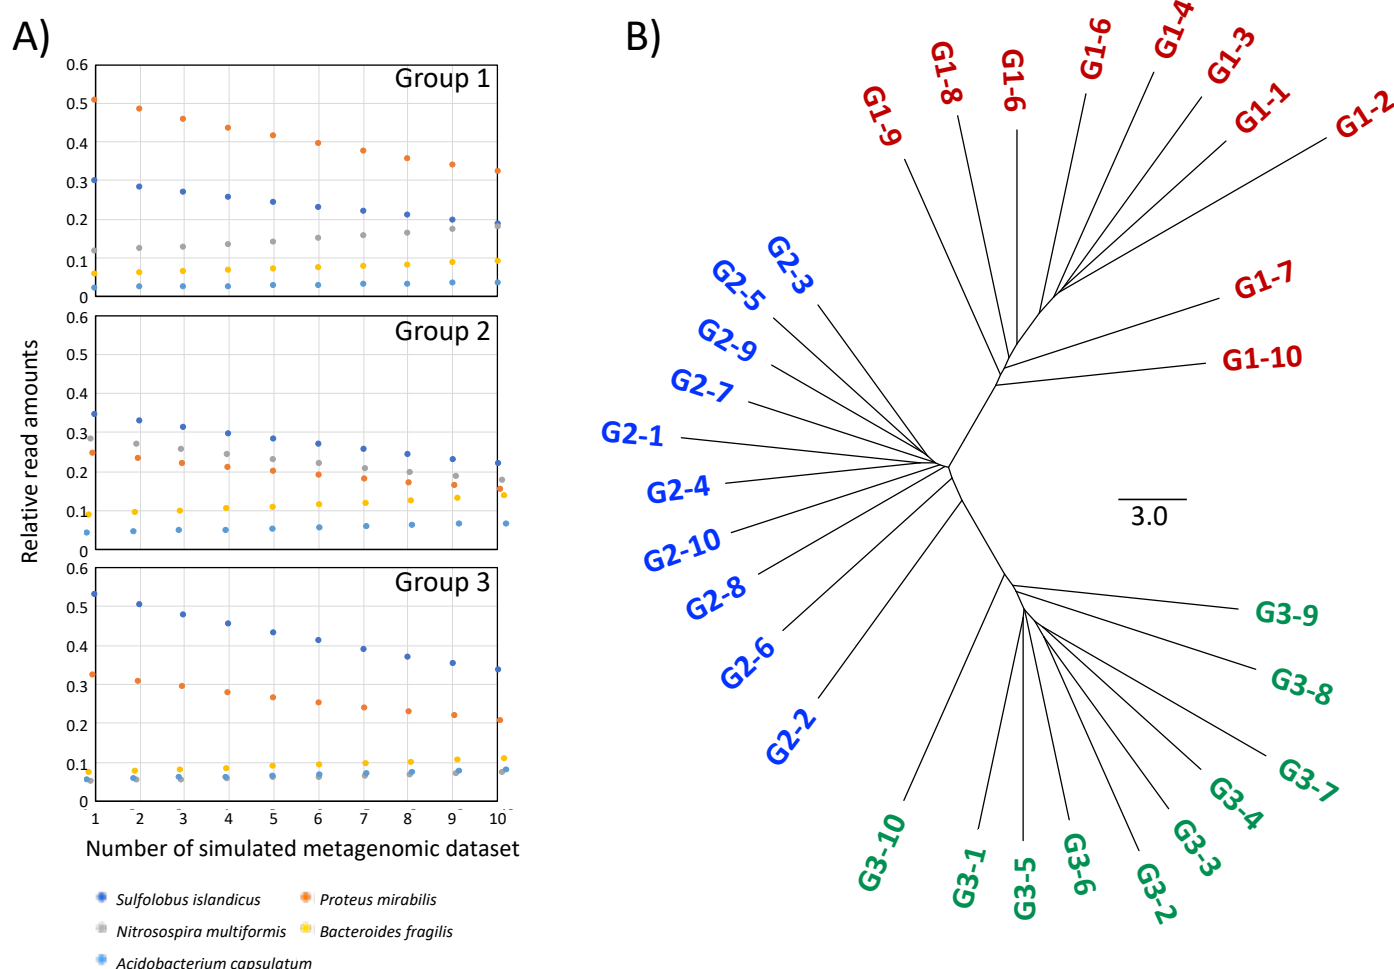 A)
Group 1
0.6
0.5
0.4
0.3
0.2
0.1
0
Group 2
0.6
0.5
0.4
0.3
0.2
0.1
0
Group 3
0.6
0.5
0.4
0.3
0.2
0.1
0
Relative read amounts
1 2 3 4 5 6 7 8 9 10
Number of simulated metagenomic dataset
Sulfolobus islandicus
Proteus mirabilis
Nitrosospira multiformis
Bacteroides fragilis
Acidobacterium capsulatum
B)
G1-9
G1-8
G1-6
G1-6
G1-4
G1-3
G1-1
G1-2
G1-7
G1-10
G2-3
G2-5
G2-9
G2-7
G2-1
G2-4
G2-10
G2-8
G2-6
G2-2
3.0
G3-9
G3-8
G3-7
G3-4
G3-3
G3-2
G3-6
G3-5
G3-1
G3-10